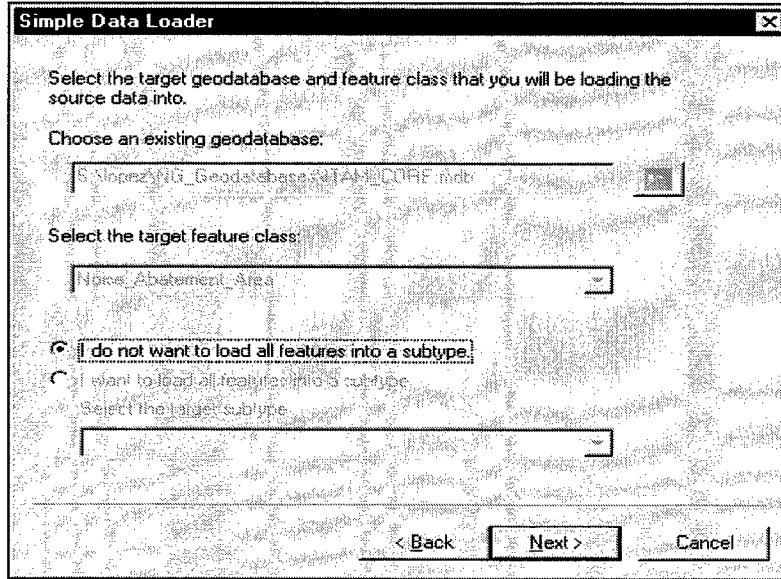 Simple Data Loader
Select the target geodatabase and feature class that you will be loading the
source data into.
Choose an existing geodatabase:
Select the target feature class:
Noise_Abatement_Area
I do not want to load all features into a subtype.
I want to load all features into a subtype.
Select the target subtype
< Back
Next >
Cancel